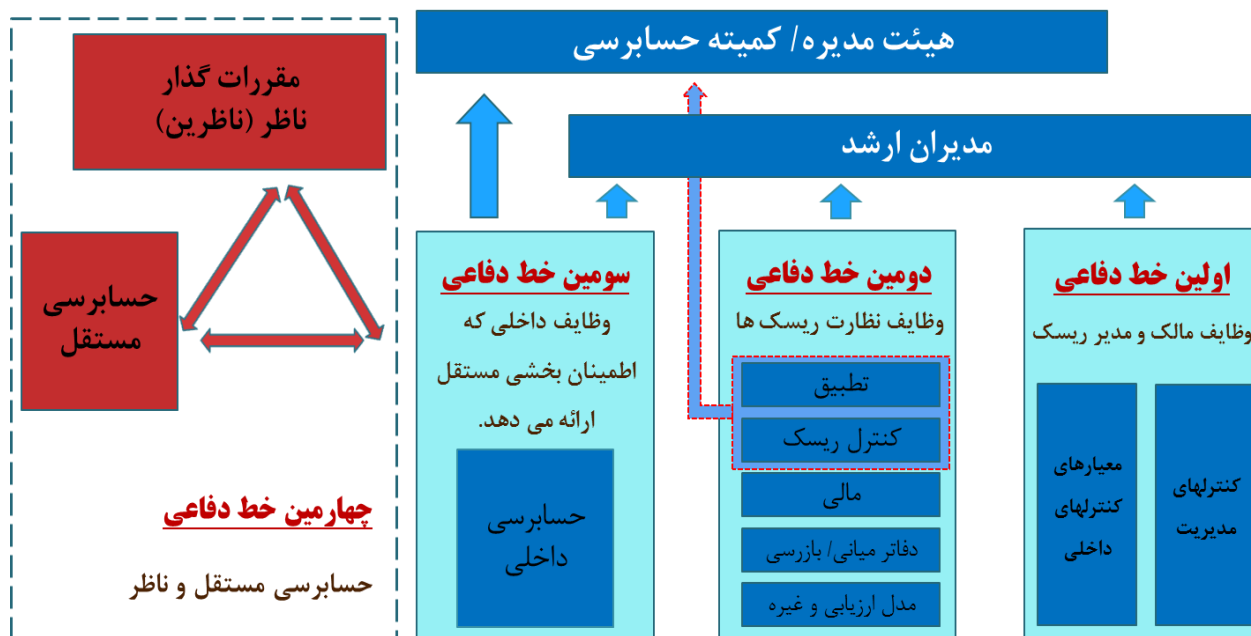 هیئت مدیره/ کمیته حسابرسی
مدیران ارشد
اولین خط دفاعی
وظایف مالک و مدیر ریسک
کنترلهای
مدیریت
معیارهای
کنترلهای
داخلی
دومین خط دفاعی
وظایف نظارت ریسک ها
تطبیق
کنترل ریسک
مالی
دفاتر میانی/ بازرسی
مدل ارزیابی و غیره
سومین خط دفاعی
وظایف داخلی که
اطمینان بخشی مستقل
ارائه می دهد.
حسابرسی
داخلی
مقررات گذار
ناظر (ناظرین)
حسابرسی
مستقل
چهارمین خط دفاعی
حسابرسی مستقل و ناظر